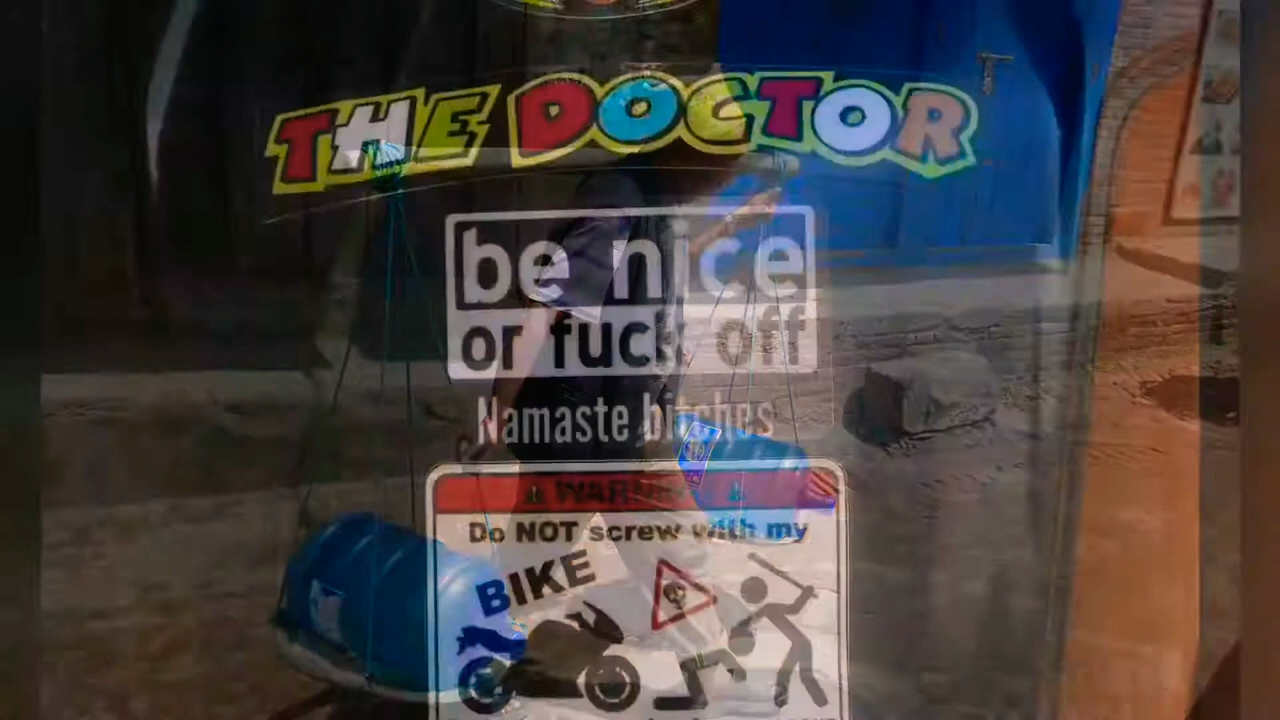 THE DOCTOR
be nice
or fuck off
Namaste bitches
WARNING
Do NOT screw with my
BIKE